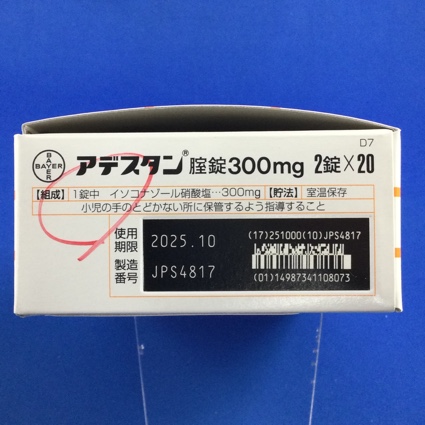 D7
BAYER
BAYER
アデスタン® 腟錠300mg 2錠×20
【組成】 1錠中 イソコナゾール硝酸塩…300mg 【貯法】 室温保存
小児の手のとどかない所に保管するよう指導すること
使用期限 2025.10
製造番号 JPS4817
(17)251000(10)JPS4817
(01)14987341108073